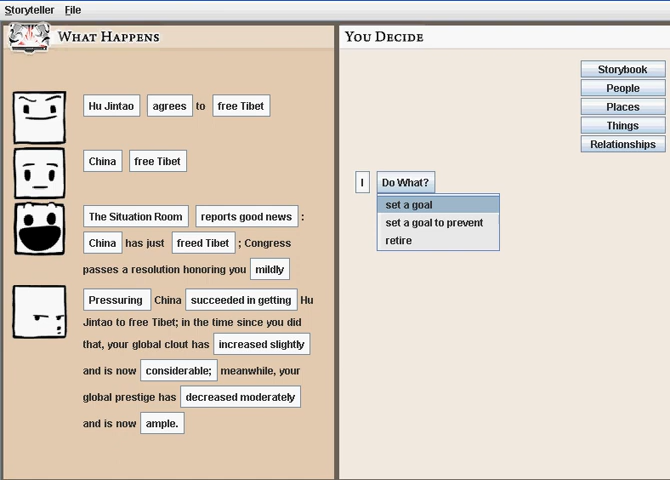 Storyteller File
What Happens
You Decide
Hu Jintao agrees to free Tibet
China free Tibet
The Situation Room reports good news :
China has just freed Tibet ; Congress
passes a resolution honoring you mildly
Pressuring China succeeded in getting Hu
Jintao to free Tibet; in the time since you did
that, your global clout has increased slightly
and is now considerable; meanwhile, your
global prestige has decreased moderately
and is now ample.
Storybook
People
Places
Things
Relationships
I Do What?
set a goal
set a goal to prevent
retire